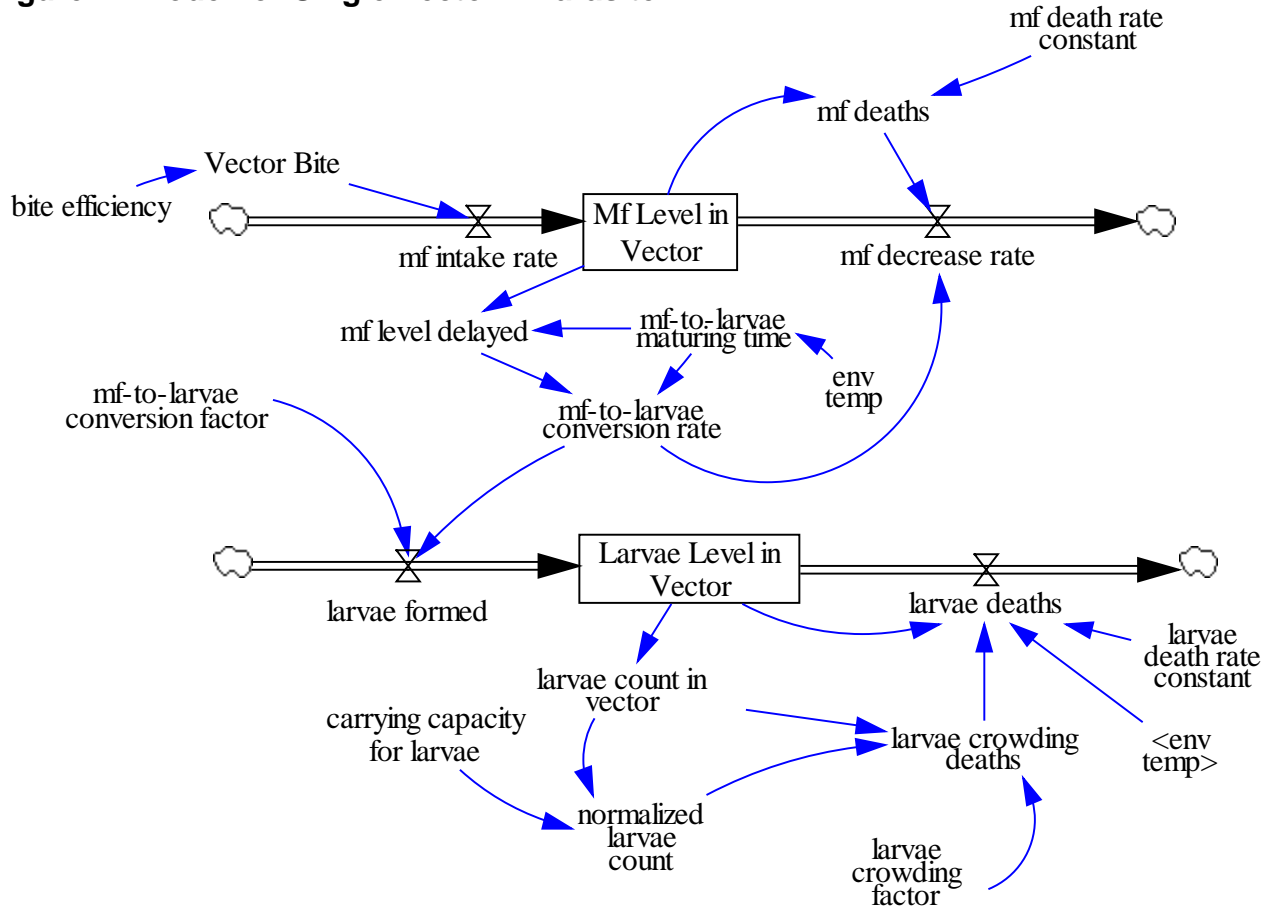 mf death rate
constant
mf deaths
Vector Bite
bite efficiency
Mf Level in
Vector
mf intake rate
mf decrease rate
mf level delayed
mf-to-larvae
maturing time
env
temp
mf-to-larvae
conversion factor
mf-to-larvae
conversion rate
Larvae Level in
Vector
larvae formed
larvae deaths
larvae
death rate
constant
larvae count in
vector
carrying capacity
for larvae
larvae crowding
deaths
<env
temp>
normalized
larvae
count
larvae
crowding
factor